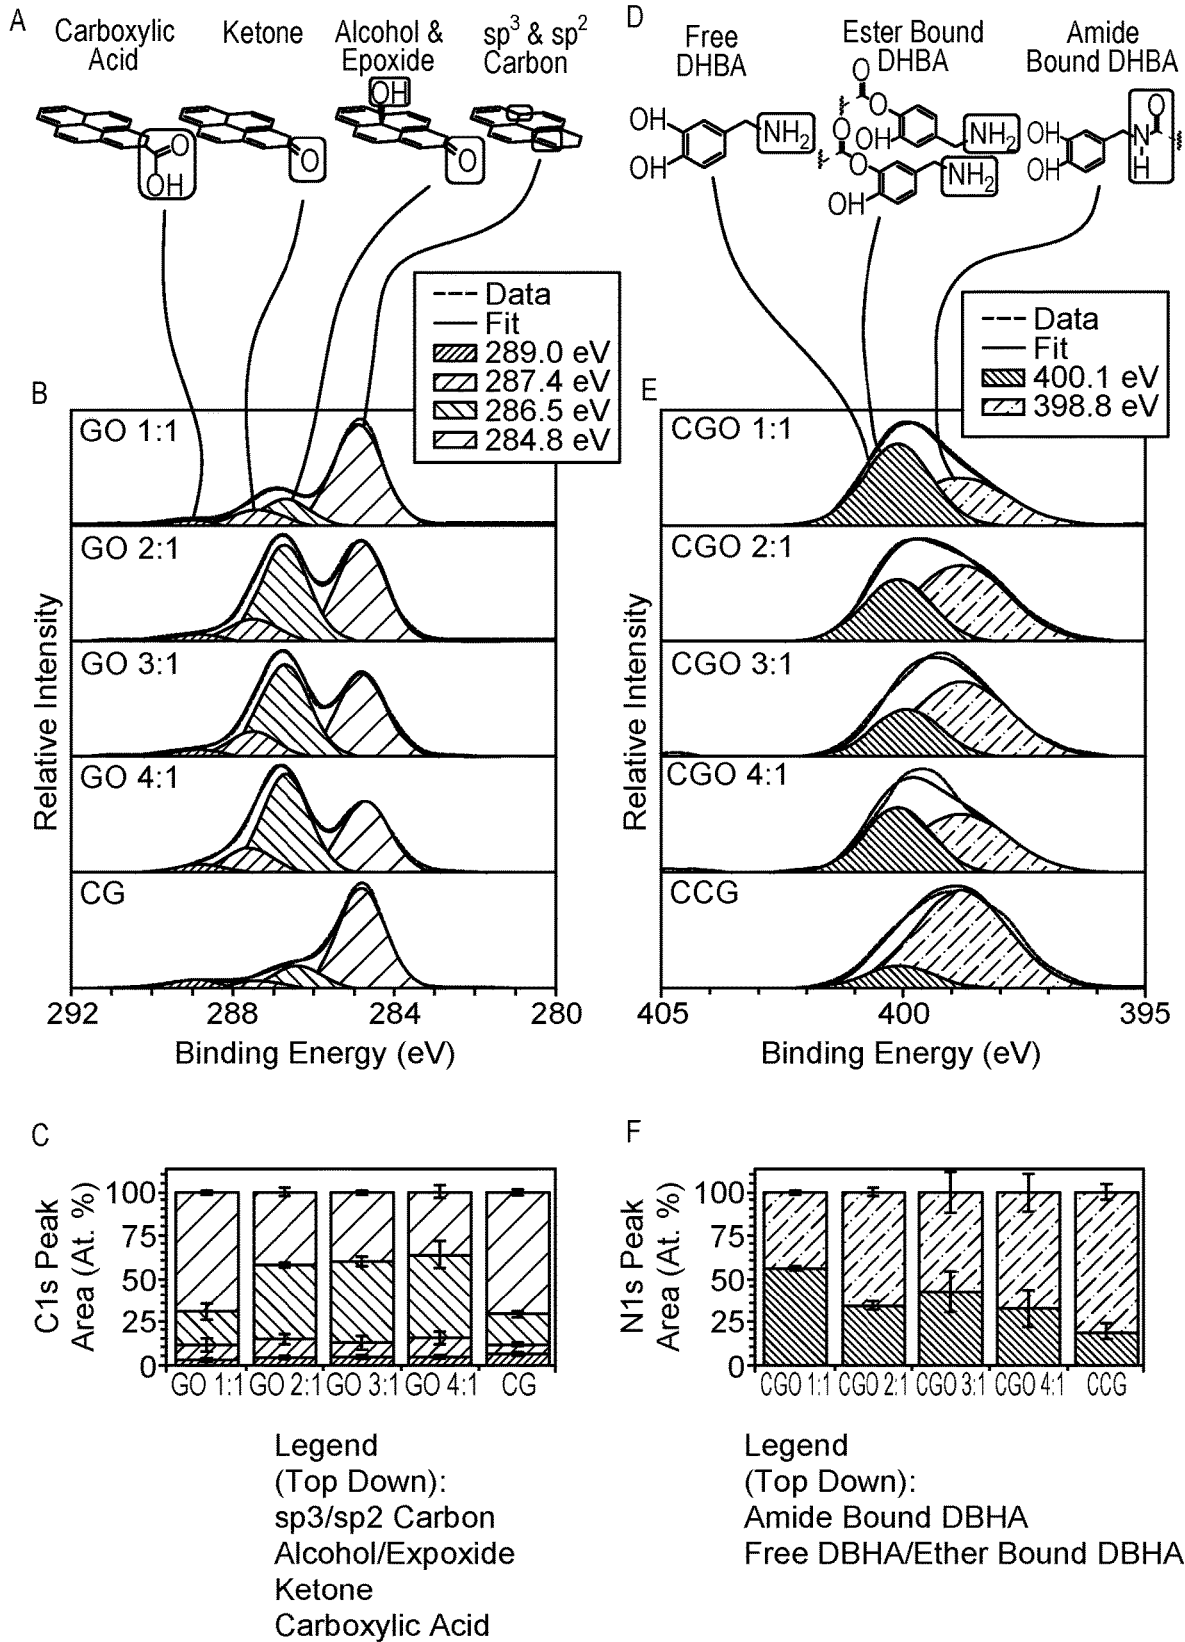 A
Carboxylic
Acid
Ketone
Alcohol &
Epoxide
sp3 & sp2
Carbon
OH
O
O
OH
O
O
D
Free
DHBA
Ester Bound
DHBA
Amide
Bound DHBA
HO
OH
NH2
O
O
OH
NH2
O
O
OH
NH2
OH
OH
N
H
O
B
Data
Fit
289.0 eV
287.4 eV
286.5 eV
284.8 eV
GO 1:1
GO 2:1
GO 3:1
GO 4:1
CG
Relative Intensity
292
288
284
280
Binding Energy (eV)
E
Data
Fit
400.1 eV
398.8 eV
CGO 1:1
CGO 2:1
CGO 3:1
CGO 4:1
CCG
Relative Intensity
405
400
395
Binding Energy (eV)
C
C1s Peak
Area (At. %)
100
75
50
25
0
GO 1:1
GO 2:1
GO 3:1
GO 4:1
CG
Legend
(Top Down):
sp3/sp2 Carbon
Alcohol/Expoxide
Ketone
Carboxylic Acid
F
N1s Peak
Area (At. %)
100
75
50
25
0
CGO 1:1
CGO 2:1
CGO 3:1
CGO 4:1
CCG
Legend
(Top Down):
Amide Bound DBHA
Free DBHA/Ether Bound DBHA